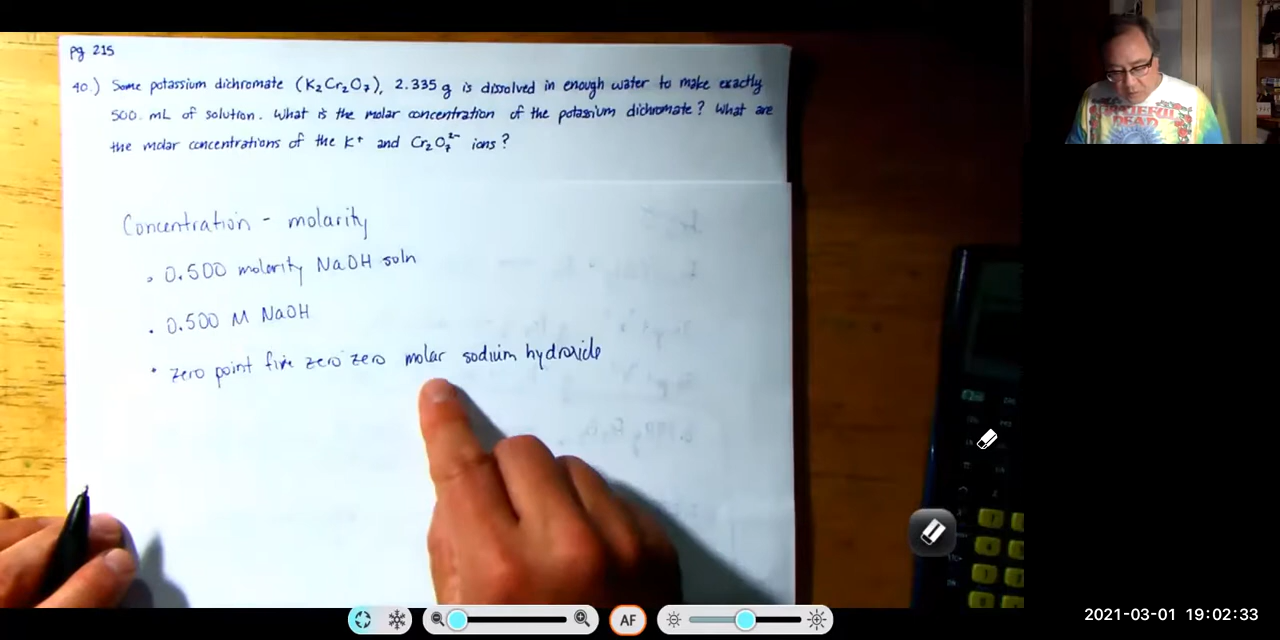 pg 215
40.) Some potassium dichromate (K₂Cr₂O₇), 2.335 g is dissolved in enough water to make exactly
500. mL of solution. What is the molar concentration of the potassium dichromate? What are
the molar concentrations of the K⁺ and Cr₂O₇²⁻ ions?
Concentration - molarity
• 0.500 molarity NaOH soln
• 0.500 M NaOH
• zero point five zero zero molar sodium hydroxide
DEAD
AF
2021-03-01 19:02:33